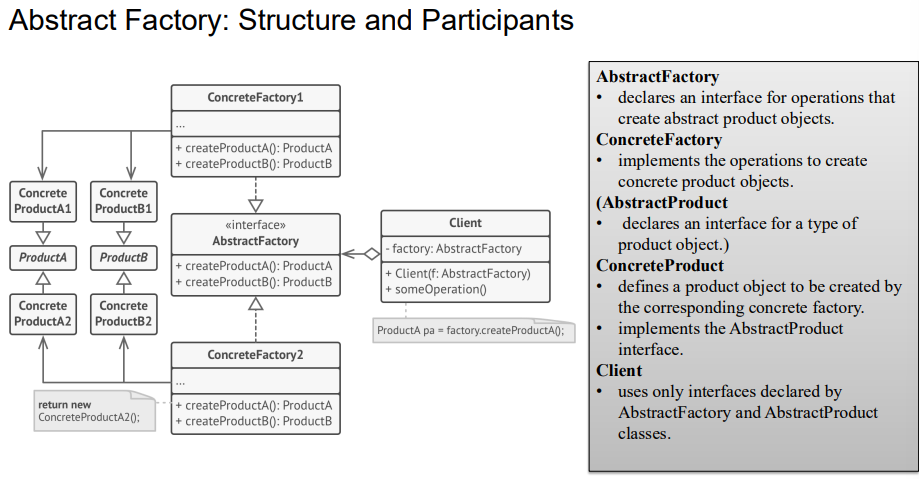 Abstract Factory: Structure and Participants
ConcreteFactory1
...
+ createProductA(): ProductA
+ createProductB(): ProductB
Concrete
ProductA1
Concrete
ProductB1
ProductA
ProductB
Concrete
ProductA2
Concrete
ProductB2
«interface»
AbstractFactory
+ createProductA(): ProductA
+ createProductB(): ProductB
Client
- factory: AbstractFactory
+ Client(f: AbstractFactory)
+ someOperation()
ProductA pa = factory.createProductA();
ConcreteFactory2
...
+ createProductA(): ProductA
+ createProductB(): ProductB
return new
ConcreteProductA2();
AbstractFactory
• declares an interface for operations that
create abstract product objects.
ConcreteFactory
• implements the operations to create
concrete product objects.
(AbstractProduct
• declares an interface for a type of
product object.)
ConcreteProduct
• defines a product object to be created by
the corresponding concrete factory.
• implements the AbstractProduct
interface.
Client
• uses only interfaces declared by
AbstractFactory and AbstractProduct
classes.